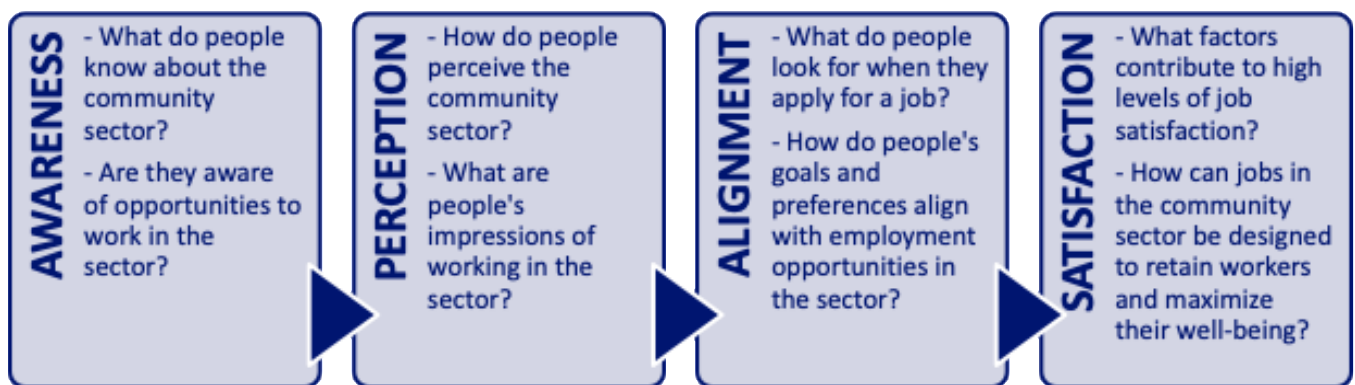 AWARENESS
- What do people
know about the
community
sector?
- Are they aware
of opportunities to
work in the
sector?
PERCEPTION
- How do people
perceive the
community
sector?
- What are
people's
impressions of
working in the
sector?
ALIGNMENT
- What do people
look for when they
apply for a job?
- How do people's
goals and
preferences align
with employment
opportunities in
the sector?
SATISFACTION
- What factors
contribute to high
levels of job
satisfaction?
- How can jobs in
the community
sector be designed
to retain workers
and maximize
their well-being?